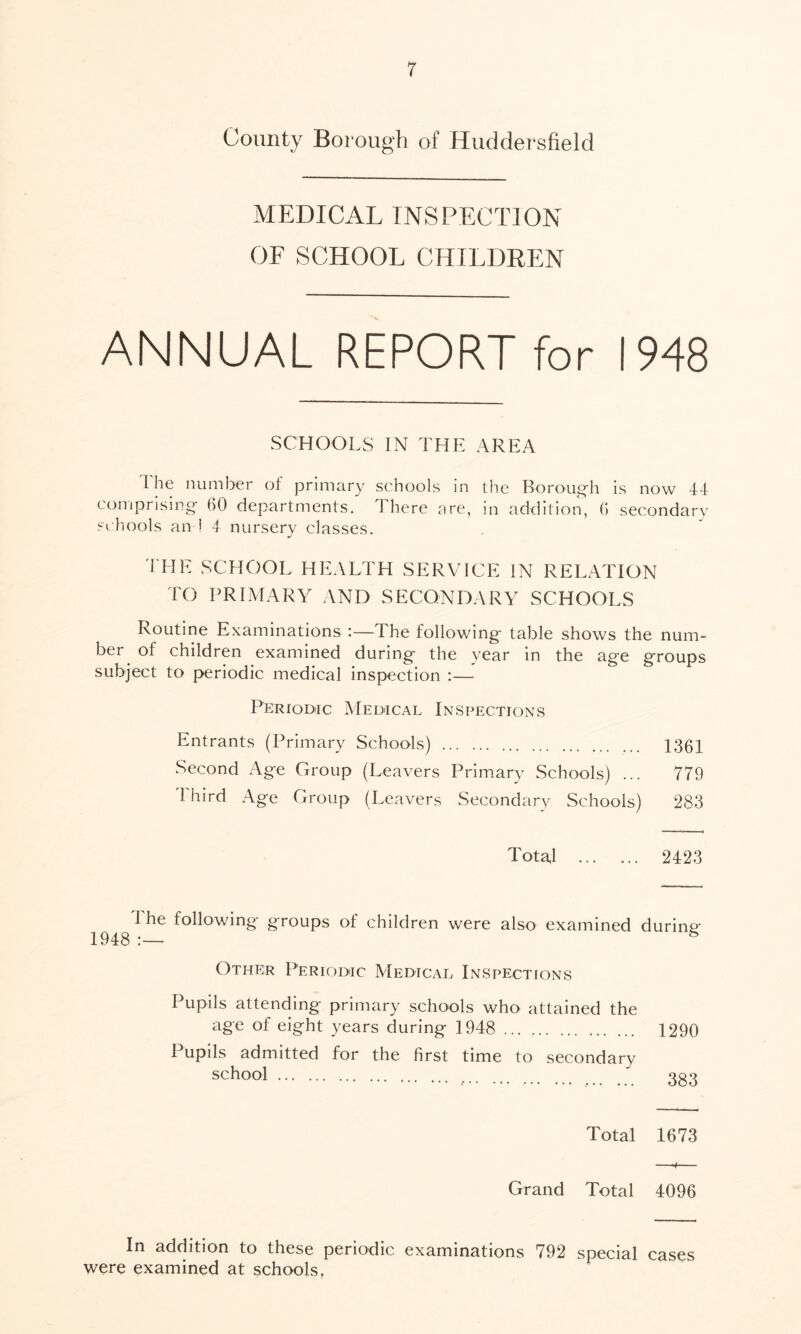 7
County Borough of Huddersfield
MEDICAL INSPECTION
OF SCHOOL CHILDREN
ANNUAL REPORT for 1948
SCHOOLS IN THE AREA
The number of primary schools in the Borough is now 44
comprising 60 departments. There are, in addition, 6 secondary
schools and 4 nursery classes.
THE SCHOOL HEALTH SERVICE IN RELATION
TO PRIMARY AND SECONDARY SCHOOLS
Routine Examinations :—The following table shows the num-
ber of children examined during the year in the age groups
subject to periodic medical inspection :—
Periodic Medical Inspections
Entrants (Primary Schools) ... ... ... ... ... ... ... 1361
Second Age Group (Leavers Primary Schools) ... 779
Third Age Group (Leavers Secondary Schools) 283
Total ... ... 2423
The following groups of children were also examined during
1948 :—
Other Periodic Medical Inspections
Pupils attending primary schools who attained the
age of eight years during 1948 ... ... ... ... ... ... 1290
Pupils admitted for the first time to secondary
school ... ... ... ... ... ... ... ... ... ... ... ... 383
Total 1673
Grand Total 4096
In addition to these periodic examinations 792 special cases
were examined at schools.